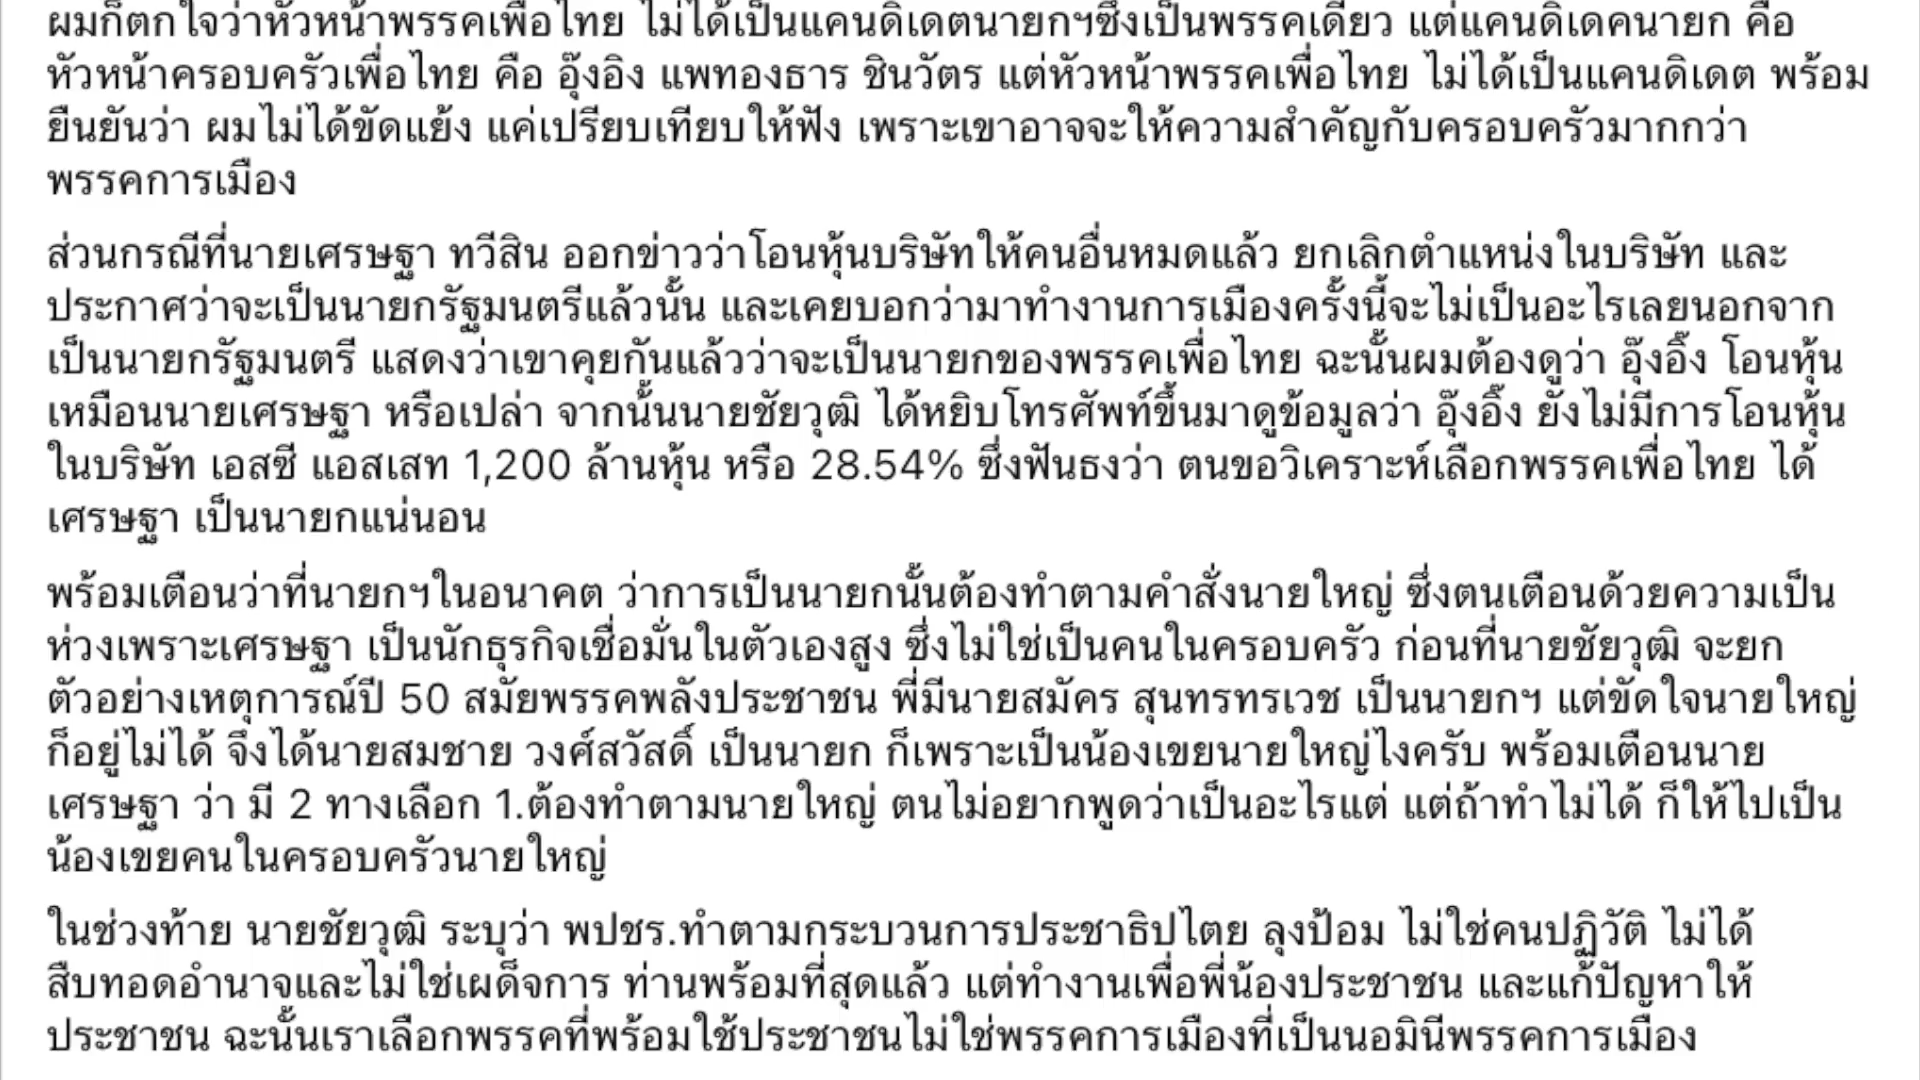 ผมก็ตกใจว่าหัวหน้าพรรคเพื่อไทย ไม่ได้เป็นแคนดิเดตนายกฯซึ่งเป็นพรรคเดียว แต่แคนดิเดคนายก คือ
หัวหน้าครอบครัวเพื่อไทย คือ อุ๊งอิง แพทองธาร ชินวัตร แต่หัวหน้าพรรคเพื่อไทย ไม่ได้เป็นแคนดิเดต พร้อม
ยืนยันว่า ผมไม่ได้ขัดแย้ง แค่เปรียบเทียบให้ฟัง เพราะเขาอาจจะให้ความสำคัญกับครอบครัวมากกว่า
พรรคการเมือง
ส่วนกรณีที่นายเศรษฐา ทวีสิน ออกข่าวว่าโอนหุ้นบริษัทให้คนอื่นหมดแล้ว ยกเลิกตำแหน่งในบริษัท และ
ประกาศว่าจะเป็นนายกรัฐมนตรีแล้วนั้น และเคยบอกว่ามาทำงานการเมืองครั้งนี้จะไม่เป็นอะไรเลยนอกจาก
เป็นนายกรัฐมนตรี แสดงว่าเขาคุยกันแล้วว่าจะเป็นนายกของพรรคเพื่อไทย ฉะนั้นผมต้องดูว่า อุ๊งอิ๊ง โอนหุ้น
เหมือนนายเศรษฐา หรือเปล่า จากนั้นนายชัยวุฒิ ได้หยิบโทรศัพท์ขึ้นมาดูข้อมูลว่า อุ๊งอิ๊ง ยังไม่มีการโอนหุ้น
ในบริษัท เอสซี แอสเสท 1,200 ล้านหุ้น หรือ 28.54% ซึ่งฟันธงว่า ตนขอวิเคราะห์เลือกพรรคเพื่อไทย ได้
เศรษฐา เป็นนายกแน่นอน
พร้อมเตือนว่าที่นายกฯในอนาคต ว่าการเป็นนายกนั้นต้องทำตามคำสั่งนายใหญ่ ซึ่งตนเตือนด้วยความเป็น
ห่วงเพราะเศรษฐา เป็นนักธุรกิจเชื่อมั่นในตัวเองสูง ซึ่งไม่ใช่เป็นคนในครอบครัว ก่อนที่นายชัยวุฒิ จะยก
ตัวอย่างเหตุการณ์ปี 50 สมัยพรรคพลังประชาชน พี่มีนายสมัคร สุนทรทรเวช เป็นนายกฯ แต่ขัดใจนายใหญ่
ก็อยู่ไม่ได้ จึงได้นายสมชาย วงศ์สวัสดิ์ เป็นนายก ก็เพราะเป็นน้องเขยนายใหญ่ไงครับ พร้อมเตือนนาย
เศรษฐา ว่า มี 2 ทางเลือก 1.ต้องทำตามนายใหญ่ ตนไม่อยากพูดว่าเป็นอะไรแต่ แต่ถ้าทำไม่ได้ ก็ให้ไปเป็น
น้องเขยคนในครอบครัวนายใหญ่
ในช่วงท้าย นายชัยวุฒิ ระบุว่า พปชร.ทำตามกระบวนการประชาธิปไตย ลุงป้อม ไม่ใช่คนปฏิวัติ ไม่ได้
สืบทอดอำนาจและไม่ใช่เผด็จการ ท่านพร้อมที่สุดแล้ว แต่ทำงานเพื่อพี่น้องประชาชน และแก้ปัญหาให้
ประชาชน ฉะนั้นเราเลือกพรรคที่พร้อมใช้ประชาชนไม่ใช่พรรคการเมืองที่เป็นนอมินีพรรคการเมือง